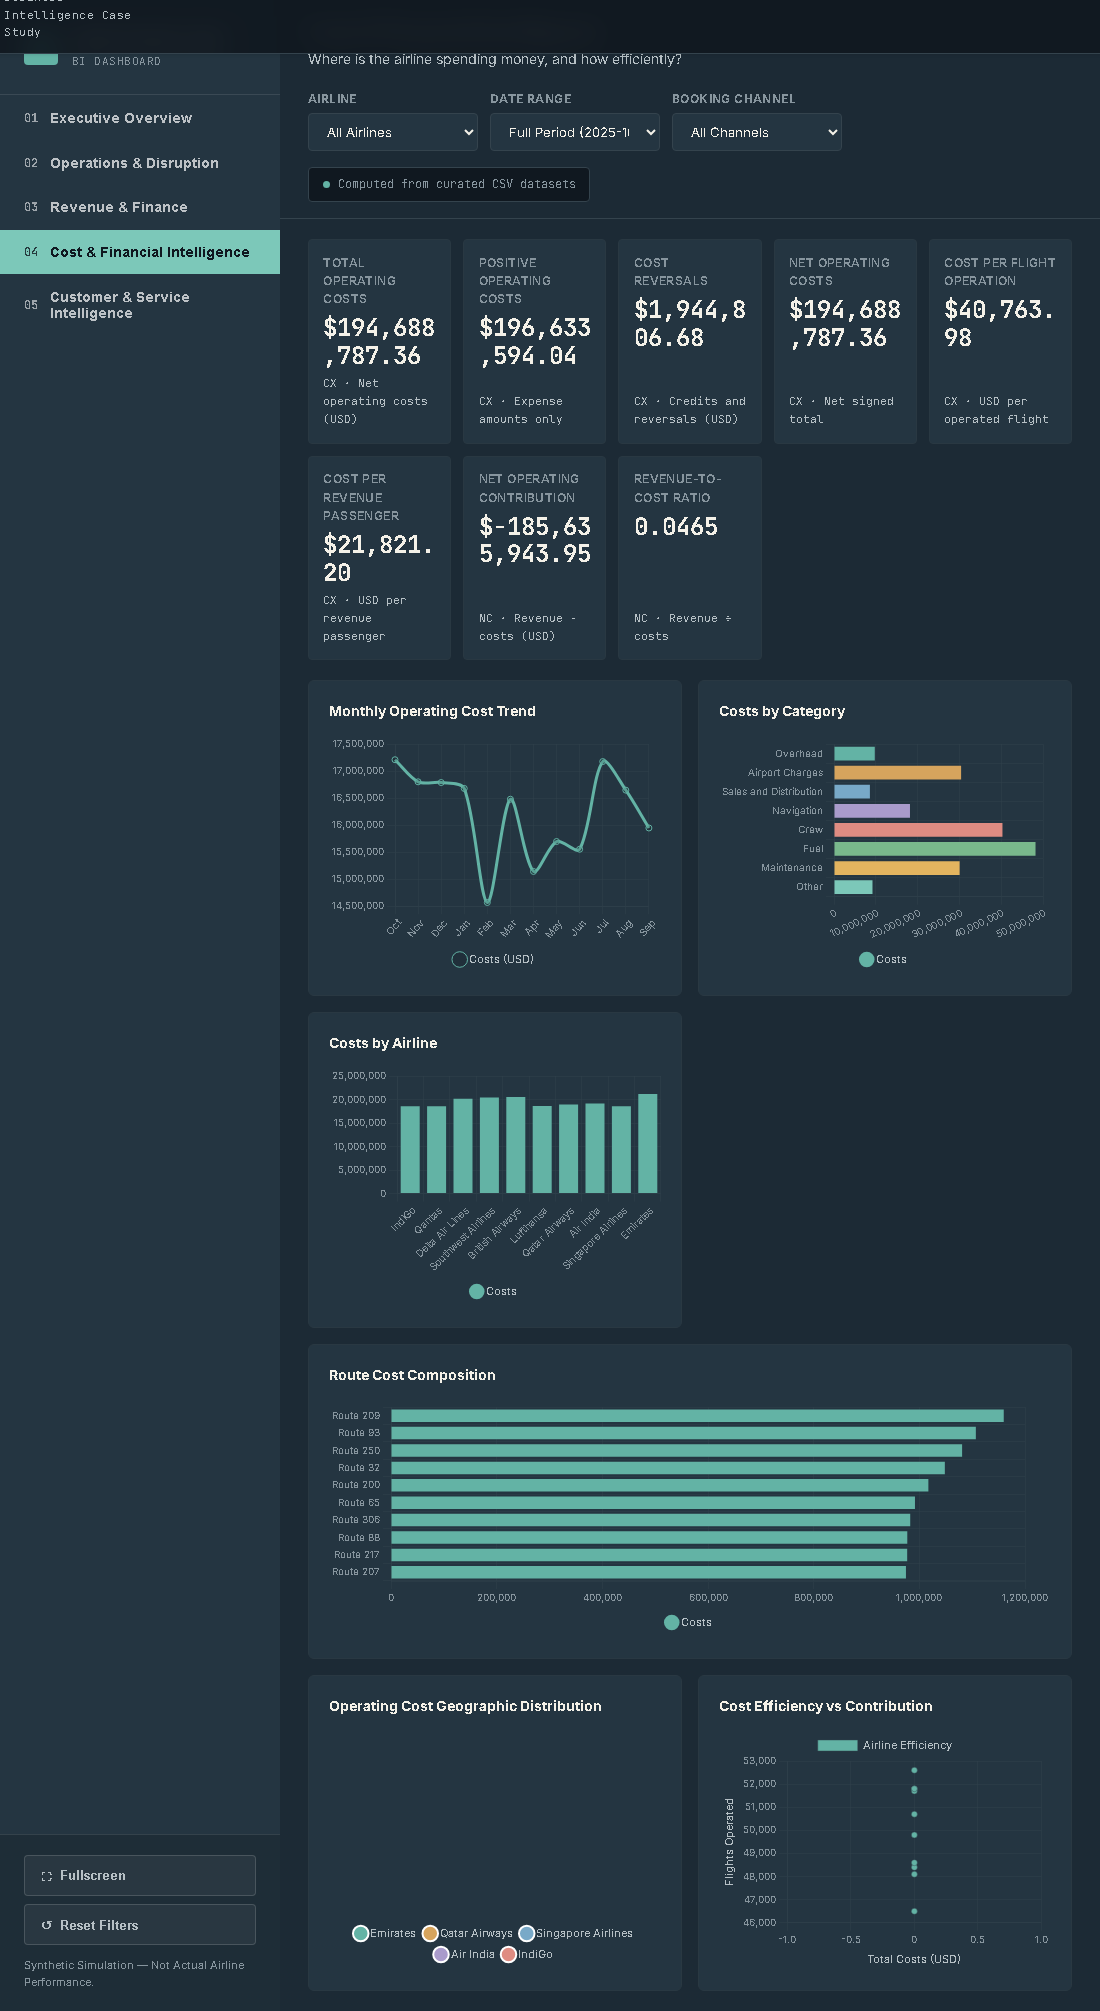 Intelligence Case
Study
BI DASHBOARD
01 Executive Overview
02 Operations & Disruption
03 Revenue & Finance
04 Cost & Financial Intelligence
05 Customer & Service
Intelligence
Where is the airline spending money, and how efficiently?
AIRLINE
DATE RANGE
BOOKING CHANNEL
All Airlines
Full Period (2025-1
All Channels
Computed from curated CSV datasets
TOTAL
OPERATING
COSTS
$194,688
,787.36
CX · Net
operating costs
(USD)
POSITIVE
OPERATING
COSTS
$196,633
,594.04
CX · Expense
amounts only
COST
REVERSALS
$1,944,8
06.68
CX · Credits and
reversals (USD)
NET OPERATING
COSTS
$194,688
,787.36
CX · Net signed
total
COST PER FLIGHT
OPERATION
$40,763.
98
CX · USD per
operated flight
COST PER
REVENUE
PASSENGER
$21,821.
20
CX · USD per
revenue
passenger
NET OPERATING
CONTRIBUTION
$-185,63
5,943.95
NC · Revenue -
costs (USD)
REVENUE-TO-
COST RATIO
0.0465
NC · Revenue ÷
costs
Monthly Operating Cost Trend
17,500,000
17,000,000
16,500,000
16,000,000
15,500,000
15,000,000
14,500,000
Oct Nov Dec Jan Feb Mar Apr May Jun Jul Aug Sep
Costs (USD)
Costs by Category
Overhead
Airport Charges
Sales and Distribution
Navigation
Crew
Fuel
Maintenance
Other
0 10,000,000 20,000,000 30,000,000 40,000,000 50,000,000
Costs
Costs by Airline
25,000,000
20,000,000
15,000,000
10,000,000
5,000,000
0
IndiGo Qantas Delta Air Lines Southwest Airlines British Airways Lufthansa Qatar Airways Air India Singapore Airlines Emirates
Costs
Route Cost Composition
Route 209
Route 93
Route 250
Route 32
Route 200
Route 65
Route 306
Route 88
Route 217
Route 207
0 200,000 400,000 600,000 800,000 1,000,000 1,200,000
Costs
Operating Cost Geographic Distribution
Emirates Qatar Airways Singapore Airlines
Air India IndiGo
Cost Efficiency vs Contribution
Airline Efficiency
53,000
52,000
51,000
50,000
49,000
48,000
47,000
46,000
Flights Operated
-1.0 -0.5 0 0.5 1.0
Total Costs (USD)
Fullscreen
Reset Filters
Synthetic Simulation — Not Actual Airline
Performance.